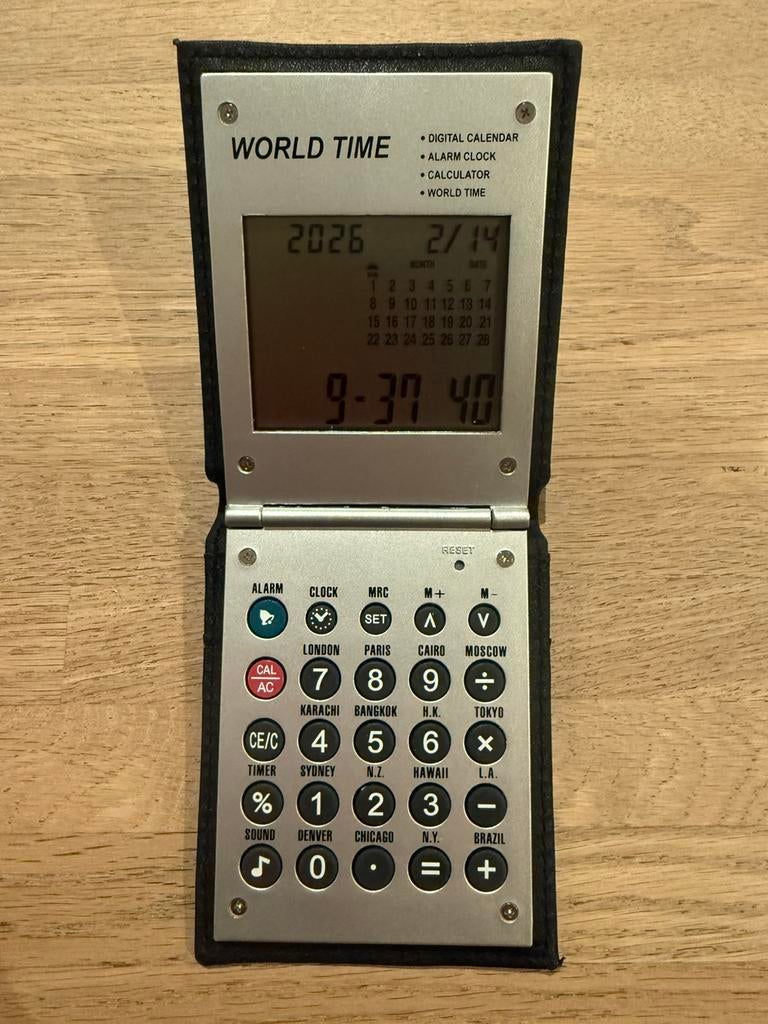 WORLD TIME
• DIGITAL CALENDAR
• ALARM CLOCK
• CALCULATOR
• WORLD TIME
2026 2/14
MONTH DATE
SUN
1 2 3 4 5 6 7
8 9 10 11 12 13 14
15 16 17 18 19 20 21
22 23 24 25 26 27 28
9-37 40
RESET
ALARM CLOCK MRC M+ M-
SET ∧ ∨
LONDON PARIS CAIRO MOSCOW
CAL/AC 7 8 9 ÷
KARACHI BANGKOK H.K. TOKYO
CE/C 4 5 6 ×
TIMER SYDNEY N.Z. HAWAII L.A.
% 1 2 3 −
SOUND DENVER CHICAGO N.Y. BRAZIL
♪ 0 · = +